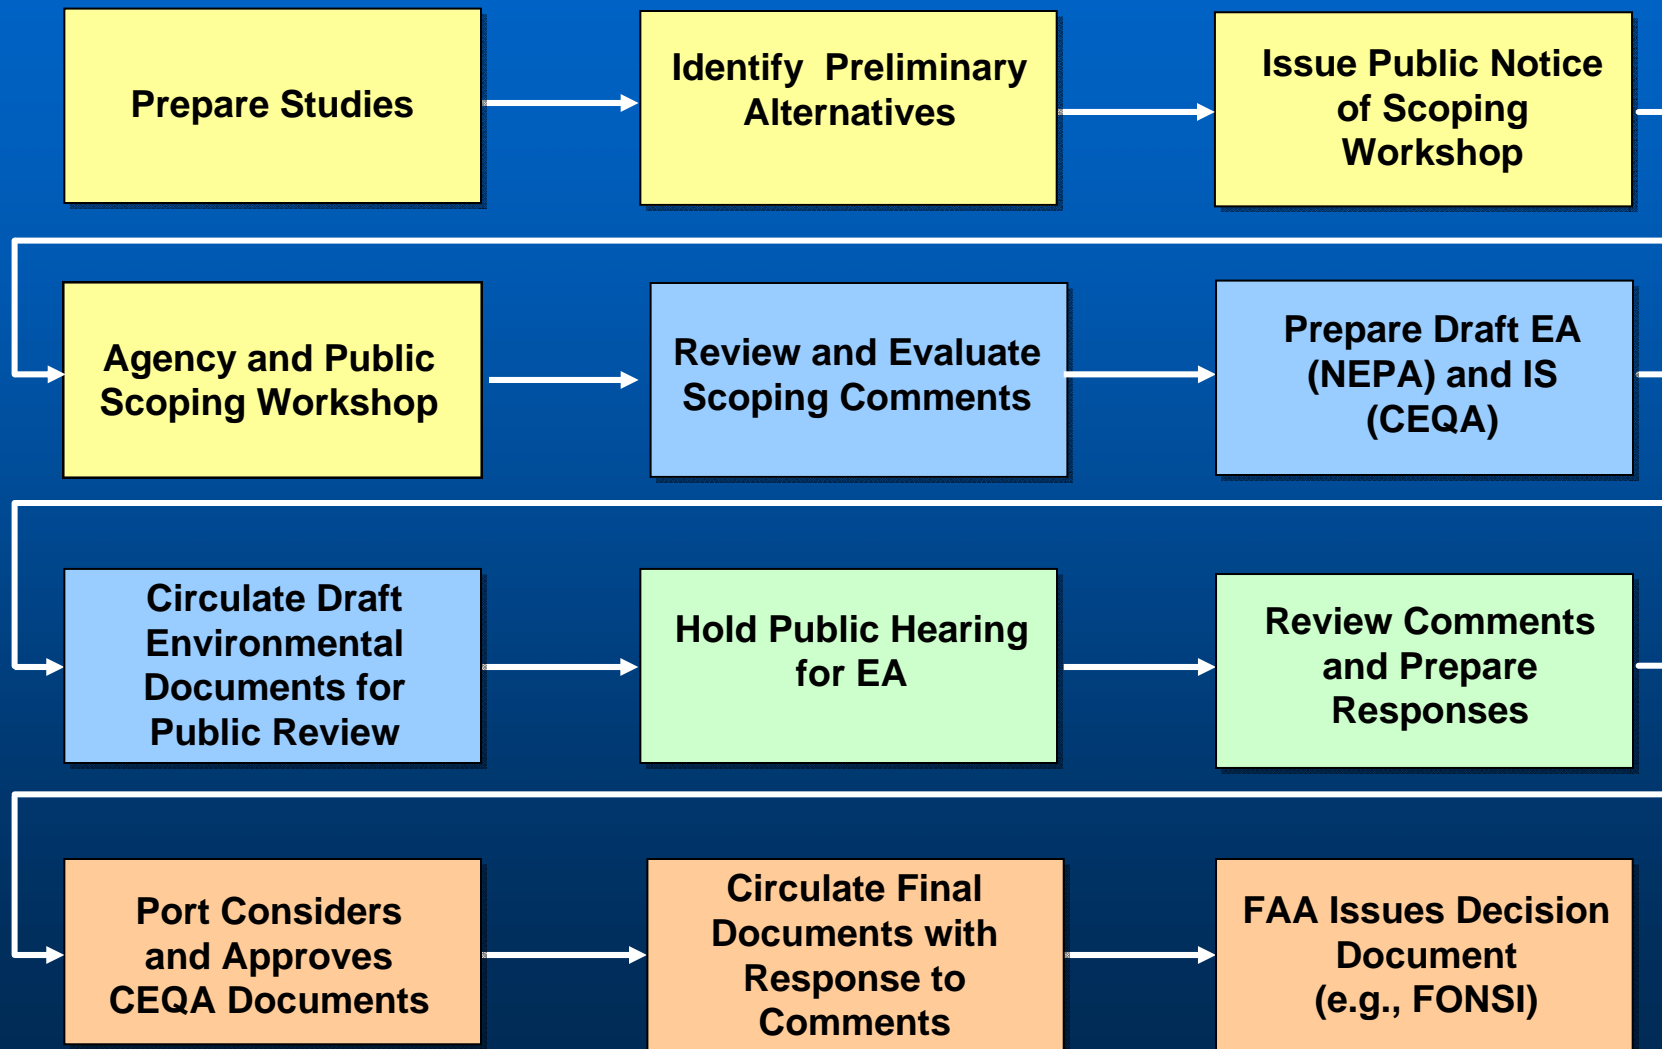 Prepare Studies
Identify Preliminary
Alternatives
Issue Public Notice
of Scoping
Workshop
Agency and Public
Scoping Workshop
Review and Evaluate
Scoping Comments
Prepare Draft EA
(NEPA) and IS
(CEQA)
Circulate Draft
Environmental
Documents for
Public Review
Hold Public Hearing
for EA
Review Comments
and Prepare
Responses
Port Considers
and Approves
CEQA Documents
Circulate Final
Documents with
Response to
Comments
FAA Issues Decision
Document
(e.g., FONSI)